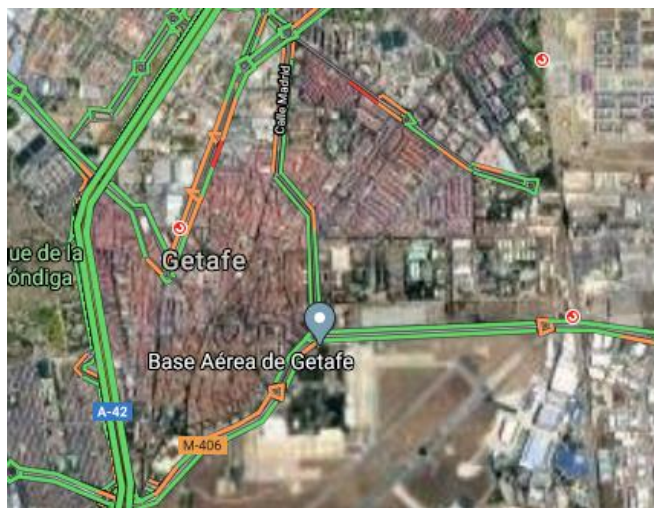 Calle Madrid
ue de la
óndiga
Getafe
Base Aérea de Getafe
A-42
M-406